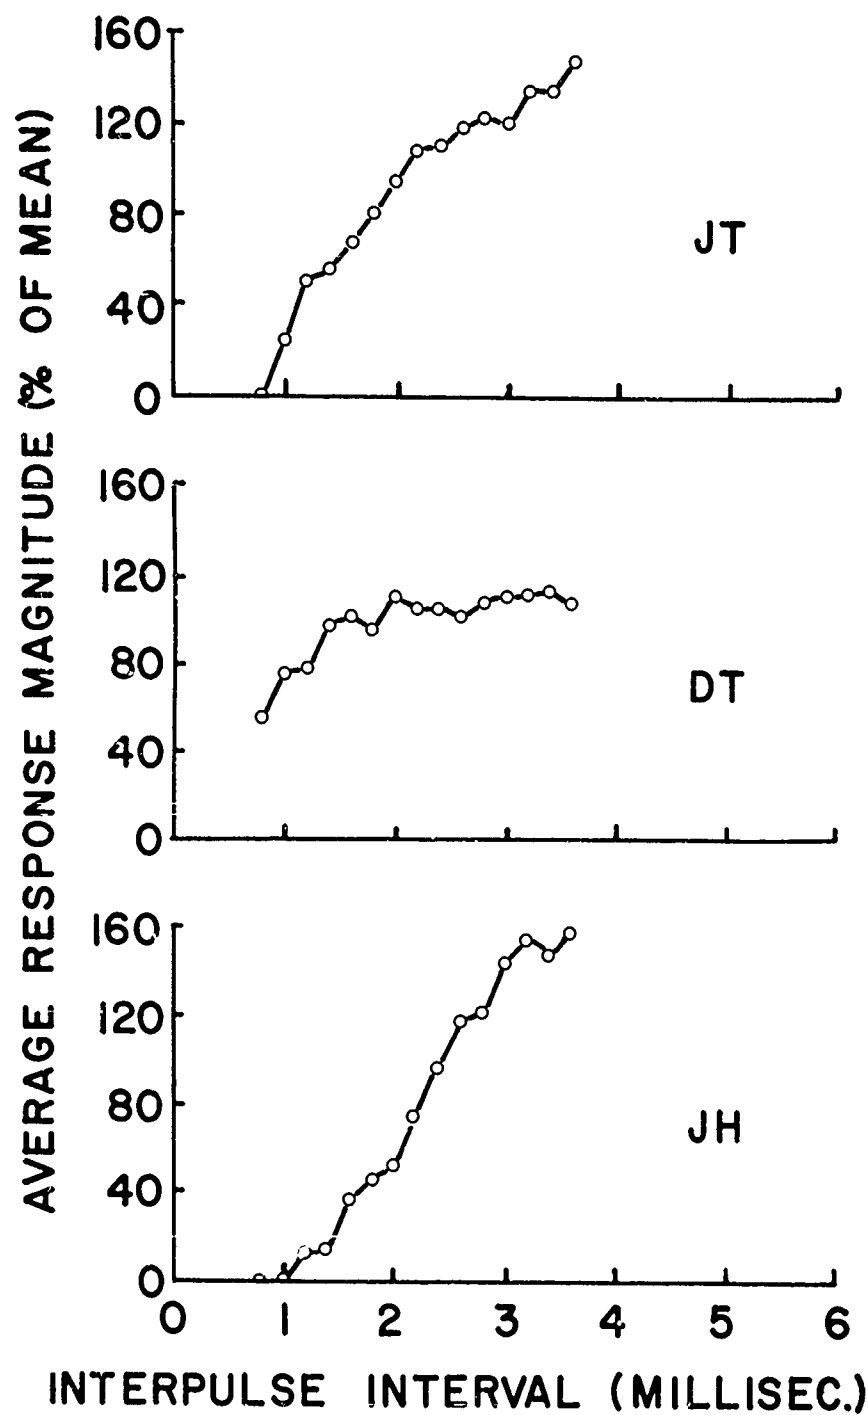 AVERAGE RESPONSE MAGNITUDE (% OF MEAN)
160
120
80
40
0
JT
160
120
80
40
0
DT
160
120
80
40
0
JH
0 1 2 3 4 5 6
INTERPULSE INTERVAL (MILLISEC.)